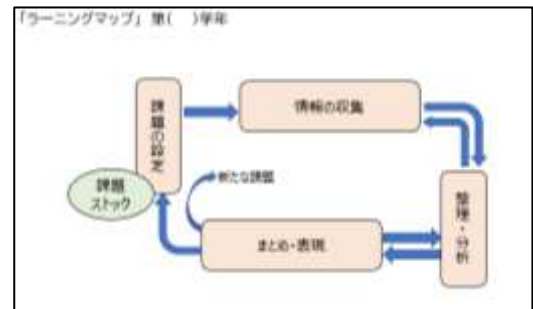 「ラーニングマップ」 第(　)学年
課題の設定
情報の収集
課題
ストック
新たな課題
まとめ・表現
整理・分析